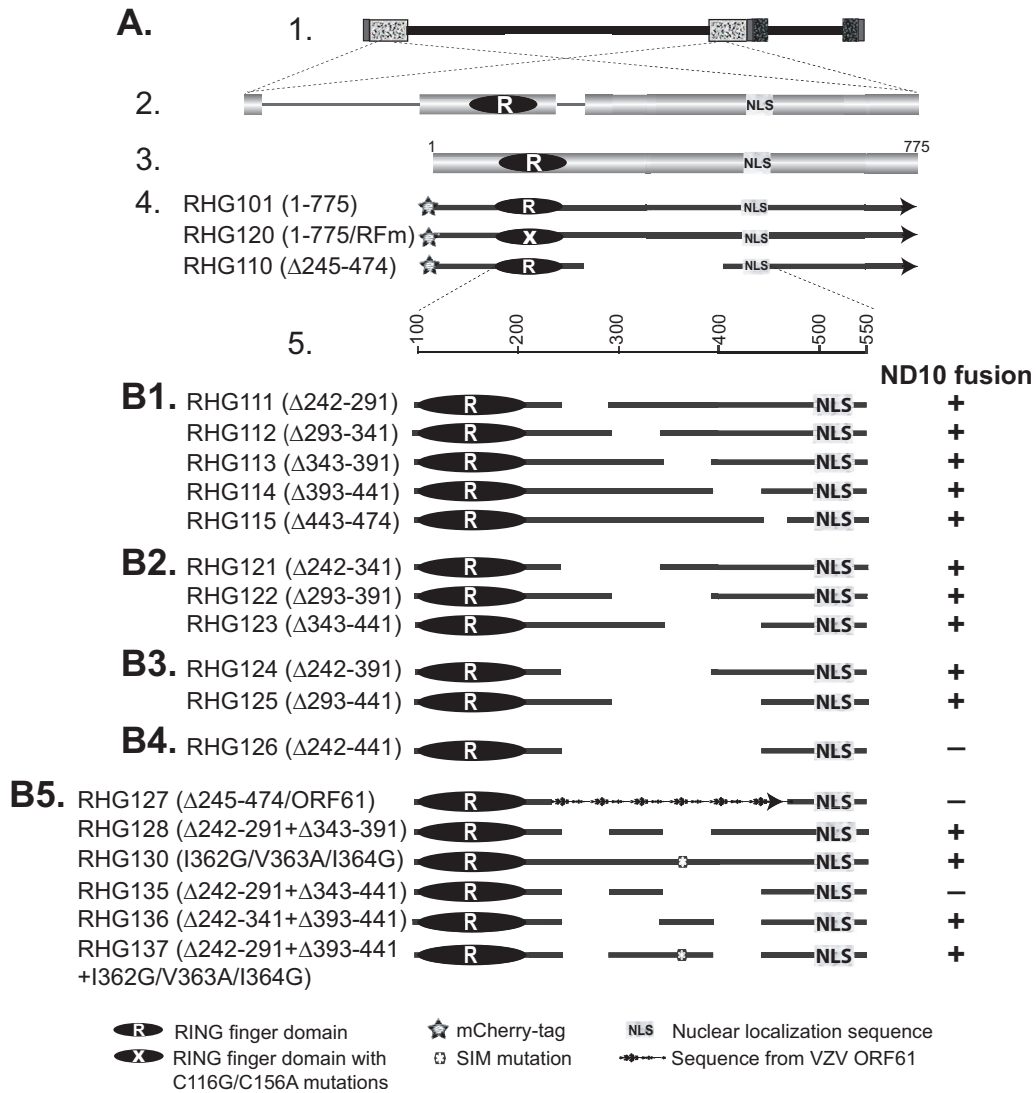 A.
1.
2.
R
NLS
3.
1
775
R
NLS
4.
RHG101 (1-775)
R
NLS
RHG120 (1-775/RFm)
X
NLS
RHG110 (Δ245-474)
R
NLS
5.
100
200
300
400
500
550
ND10 fusion
B1.
RHG111 (Δ242-291)
R
NLS
+
RHG112 (Δ293-341)
R
NLS
+
RHG113 (Δ343-391)
R
NLS
+
RHG114 (Δ393-441)
R
NLS
+
RHG115 (Δ443-474)
R
NLS
+
B2.
RHG121 (Δ242-341)
R
NLS
+
RHG122 (Δ293-391)
R
NLS
+
RHG123 (Δ343-441)
R
NLS
+
B3.
RHG124 (Δ242-391)
R
NLS
+
RHG125 (Δ293-441)
R
NLS
+
B4.
RHG126 (Δ242-441)
R
NLS
–
B5.
RHG127 (Δ245-474/ORF61)
R
NLS
–
RHG128 (Δ242-291+Δ343-391)
R
NLS
+
RHG130 (I362G/V363A/I364G)
R
NLS
+
RHG135 (Δ242-291+Δ343-441)
R
NLS
–
RHG136 (Δ242-341+Δ393-441)
R
NLS
+
RHG137 (Δ242-291+Δ393-441
+I362G/V363A/I364G)
R
NLS
+
R
RING finger domain
mCherry-tag
NLS
Nuclear localization sequence
X
RING finger domain with
C116G/C156A mutations
SIM mutation
Sequence from VZV ORF61